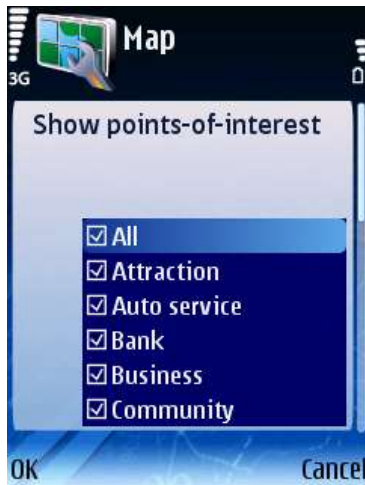 Map
3G
Show points-of-interest
All
Attraction
Auto service
Bank
Business
Community
OK Cancel